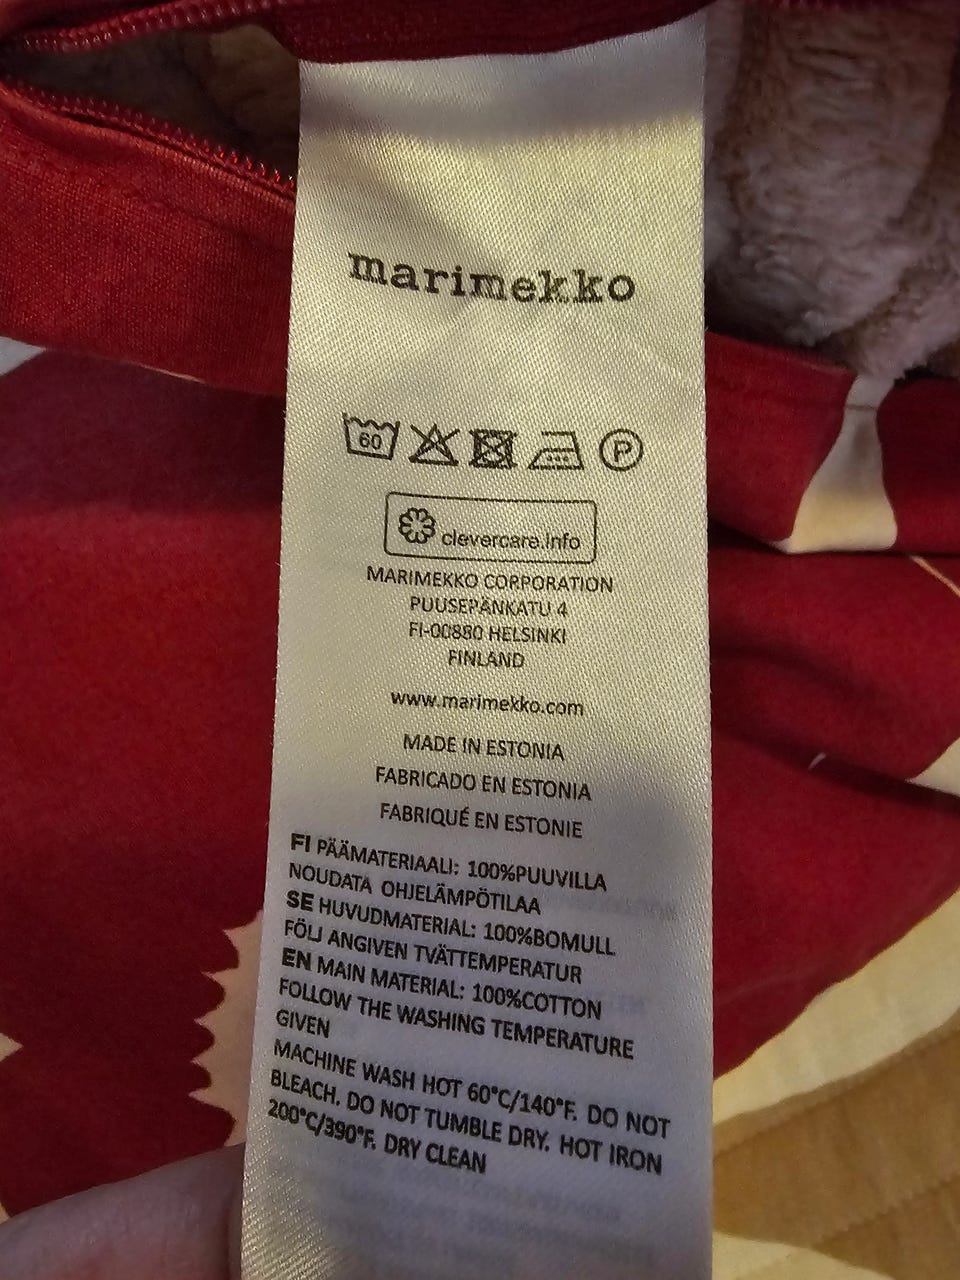 marimekko
60 P
clevercare.info
MARIMEKKO CORPORATION
PUUSEPÄNKATU 4
FI-00880 HELSINKI
FINLAND
www.marimekko.com
MADE IN ESTONIA
FABRICADO EN ESTONIA
FABRIQUÉ EN ESTONIE
FI PÄÄMATERIAALI: 100%PUUVILLA
NOUDATA OHJELÄMPÖTILAA
SE HUVUDMATERIAL: 100%BOMULL
FÖLJ ANGIVEN TVÄTTEMPERATUR
EN MAIN MATERIAL: 100%COTTON
FOLLOW THE WASHING TEMPERATURE
GIVEN
MACHINE WASH HOT 60°C/140°F. DO NOT
BLEACH. DO NOT TUMBLE DRY. HOT IRON
200°C/390°F. DRY CLEAN